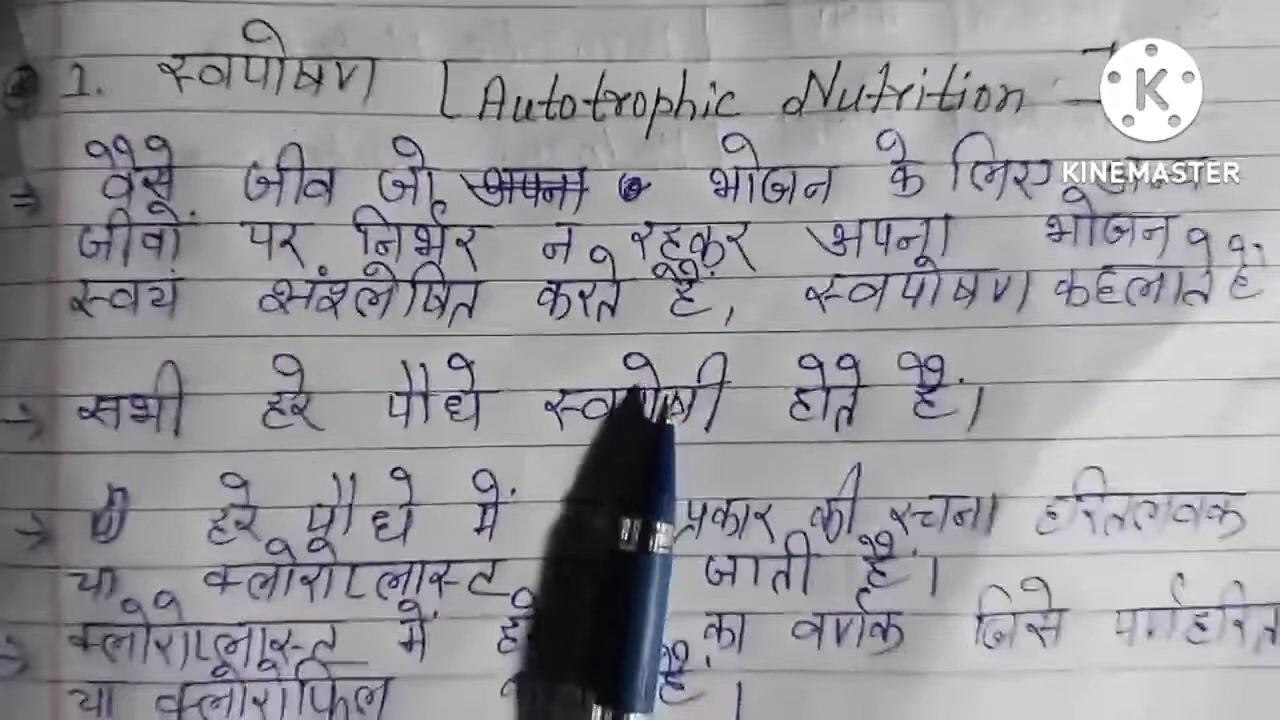 1. स्वपोषण [Autotrophic Nutrition →
K
KINEMASTER
⇒ वैसे जीव जो अपना भोजन के लिए
जीवों पर निर्भर न रहकर अपना भोजन
स्वयं संश्लेषित करते हैं, स्वपोषण कहलाते हैं
→ सभी हरे पौधे स्वपोषी होते हैं।
→ हरे पौधे में प्रकार की रचना हरितलवक
या क्लोरोप्लास्ट जाती है।
→ क्लोरोप्लास्ट में का वर्णक जिसे पर्णहरित
या क्लोरोफिल है।